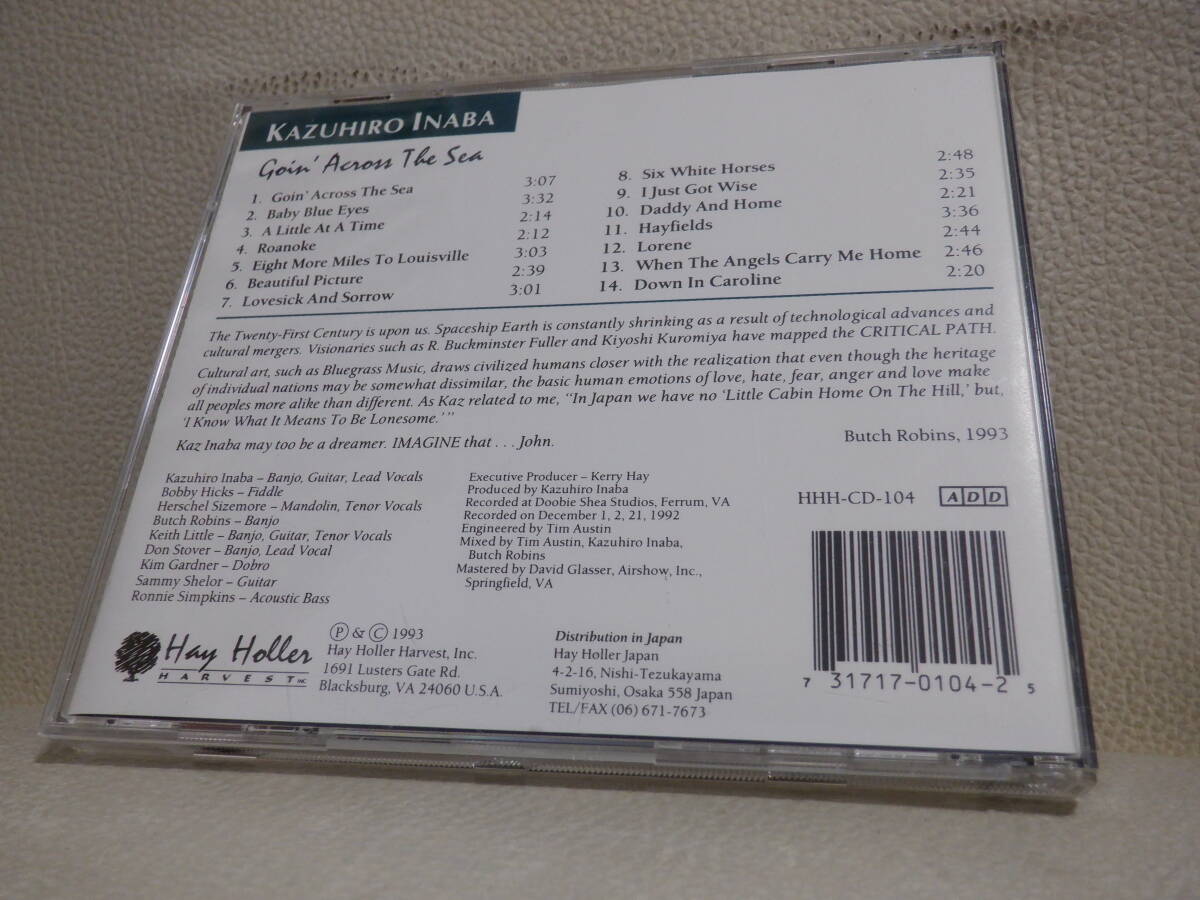 KAZUHIRO INABA
Goin' Across The Sea
1. Goin' Across The Sea 3:07
2. Baby Blue Eyes 3:32
3. A Little At A Time 2:14
4. Roanoke 2:12
5. Eight More Miles To Louisville 3:03
6. Beautiful Picture 2:39
7. Lovesick And Sorrow 3:01
8. Six White Horses 2:48
9. I Just Got Wise 2:35
10. Daddy And Home 2:21
11. Hayfields 3:36
12. Lorene 2:44
13. When The Angels Carry Me Home 2:46
14. Down In Caroline 2:20
The Twenty-First Century is upon us. Spaceship Earth is constantly shrinking as a result of technological advances and
cultural mergers. Visionaries such as R. Buckminster Fuller and Kiyoshi Kuromiya have mapped the CRITICAL PATH.
Cultural art, such as Bluegrass Music, draws civilized humans closer with the realization that even though the heritage
of individual nations may be somewhat dissimilar, the basic human emotions of love, hate, fear, anger and love make
all peoples more alike than different. As Kaz related to me, "In Japan we have no 'Little Cabin Home On The Hill,' but,
'I Know What It Means To Be Lonesome.'"
Kaz Inaba may too be a dreamer. IMAGINE that . . . John.
Butch Robins, 1993
Kazuhiro Inaba – Banjo, Guitar, Lead Vocals
Bobby Hicks – Fiddle
Herschel Sizemore – Mandolin, Tenor Vocals
Butch Robins – Banjo
Keith Little – Banjo, Guitar, Tenor Vocals
Don Stover – Banjo, Lead Vocal
Kim Gardner – Dobro
Sammy Shelor – Guitar
Ronnie Simpkins – Acoustic Bass
Executive Producer – Kerry Hay
Produced by Kazuhiro Inaba
Recorded at Doobie Shea Studios, Ferrum, VA
Recorded on December 1, 2, 21, 1992
Engineered by Tim Austin
Mixed by Tim Austin, Kazuhiro Inaba,
Butch Robins
Mastered by David Glasser, Airshow, Inc.,
Springfield, VA
HHH-CD-104 ADD
Hay Holler
HARVEST INC
Ⓟ & © 1993
Hay Holler Harvest, Inc.
1691 Lusters Gate Rd.
Blacksburg, VA 24060 U.S.A.
Distribution in Japan
Hay Holler Japan
4-2-16, Nishi-Tezukayama
Sumiyoshi, Osaka 558 Japan
TEL/FAX (06) 671-7673
7 31717-0104-2 5